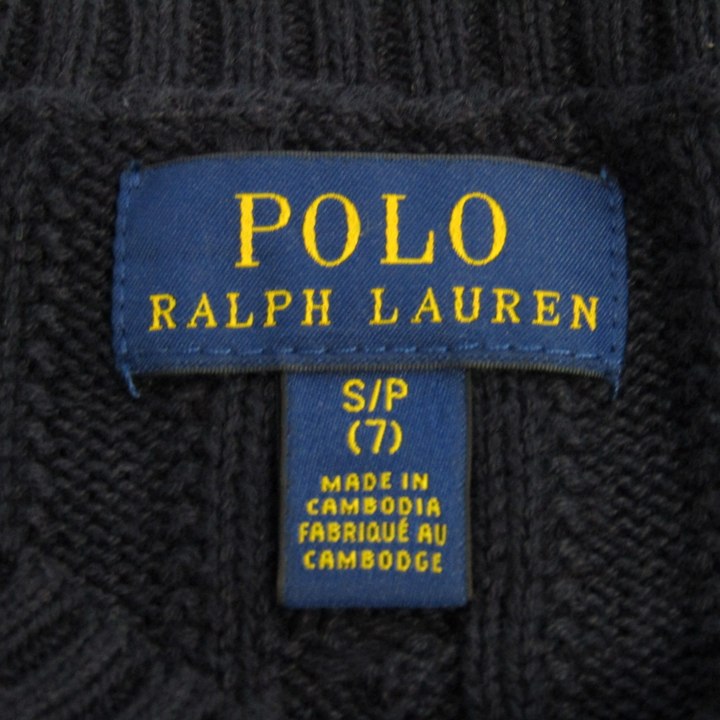 POLO
RALPH LAUREN
S/P
(7)
MADE IN
CAMBODIA
FABRIQUÉ AU
CAMBODGE